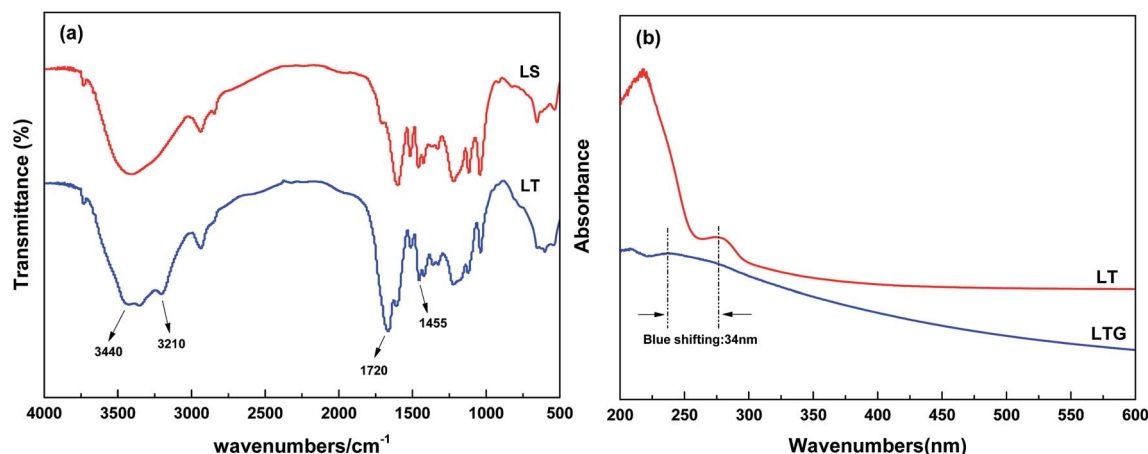 (a)
LS
LT
3440
3210
1720
1455
Transmittance (%)
4000 3500 3000 2500 2000 1500 1000 500
wavenumbers/cm-1
(b)
LT
LTG
Blue shifting:34nm
Absorbance
200 250 300 350 400 450 500 550 600
Wavenumbers(nm)